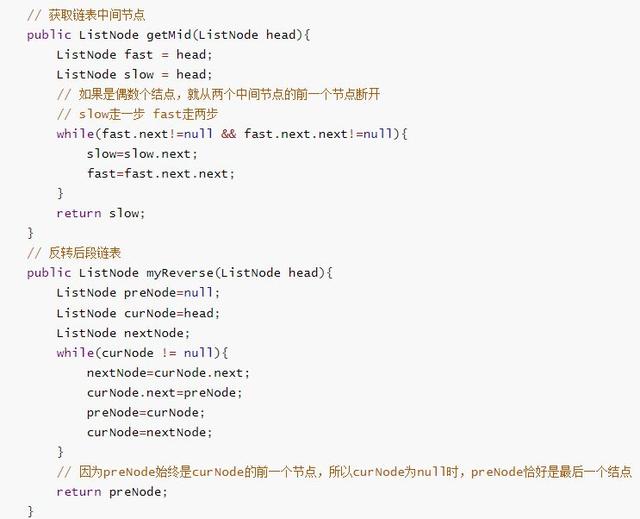 // 获取链表中间节点
public ListNode getMid(ListNode head){
    ListNode fast = head;
    ListNode slow = head;
    // 如果是偶数个结点，就从两个中间节点的前一个节点断开
    // slow走一步 fast走两步
    while(fast.next!=null && fast.next.next!=null){
        slow=slow.next;
        fast=fast.next.next;
    }
    return slow;
}
// 反转后段链表
public ListNode myReverse(ListNode head){
    ListNode preNode=null;
    ListNode curNode=head;
    ListNode nextNode;
    while(curNode != null){
        nextNode=curNode.next;
        curNode.next=preNode;
        preNode=curNode;
        curNode=nextNode;
    }
    // 因为preNode始终是curNode的前一个节点，所以curNode为null时，preNode恰好是最后一个结点
    return preNode;
}